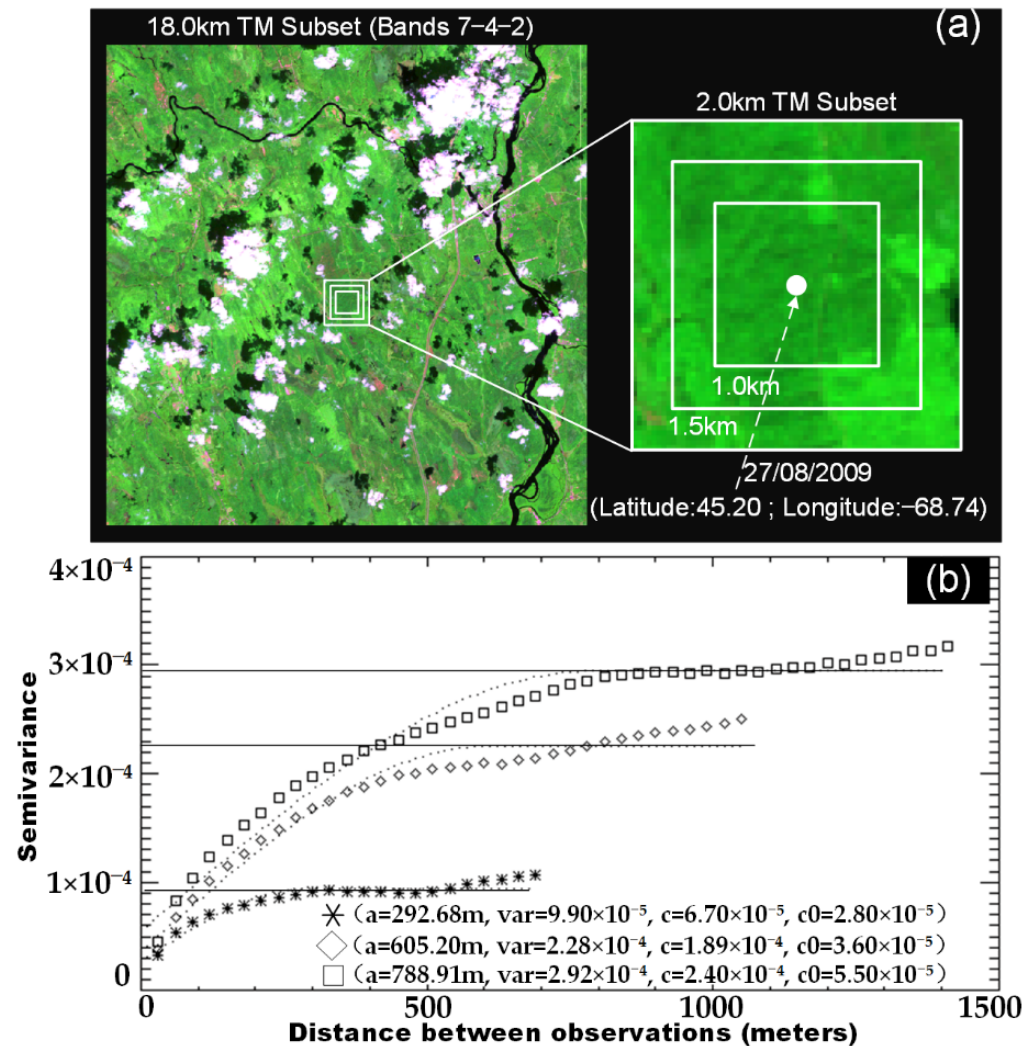 (a)
18.0km TM Subset (Bands 7−4−2)
2.0km TM Subset
1.0km
1.5km
27/08/2009
(Latitude:45.20 ; Longitude:−68.74)
(b)
4×10⁻⁴
3×10⁻⁴
2×10⁻⁴
1×10⁻⁴
0
Semivariance
(a=292.68m, var=9.90×10⁻⁵, c=6.70×10⁻⁵, c0=2.80×10⁻⁵)
(a=605.20m, var=2.28×10⁻⁴, c=1.89×10⁻⁴, c0=3.60×10⁻⁵)
(a=788.91m, var=2.92×10⁻⁴, c=2.40×10⁻⁴, c0=5.50×10⁻⁵)
0 500 1000 1500
Distance between observations (meters)